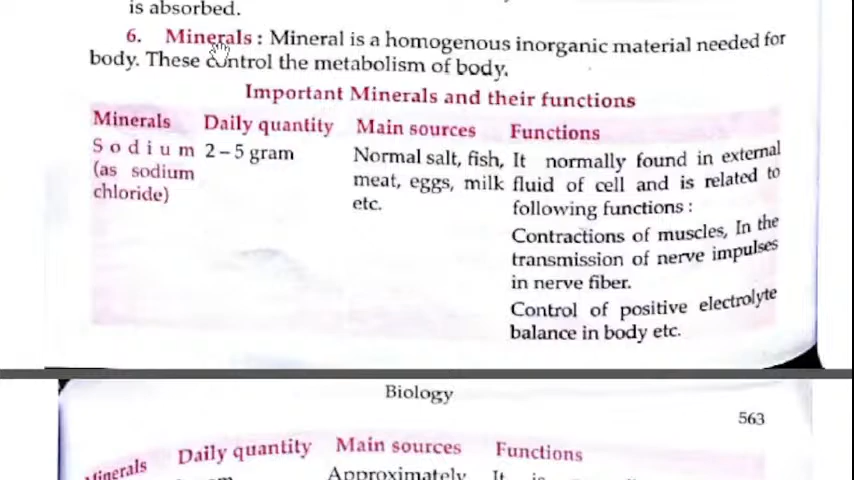 is absorbed.
6. Minerals : Mineral is a homogenous inorganic material needed for
body. These control the metabolism of body.
Important Minerals and their functions
Minerals Daily quantity Main sources Functions
Sodium 2 – 5 gram Normal salt, fish, It normally found in external
(as sodium meat, eggs, milk fluid of cell and is related to
chloride) etc. following functions :
Contractions of muscles, In the
transmission of nerve impulses
in nerve fiber.
Control of positive electrolyte
balance in body etc.
Biology
563
Minerals Daily quantity Main sources Functions
Approximately It is